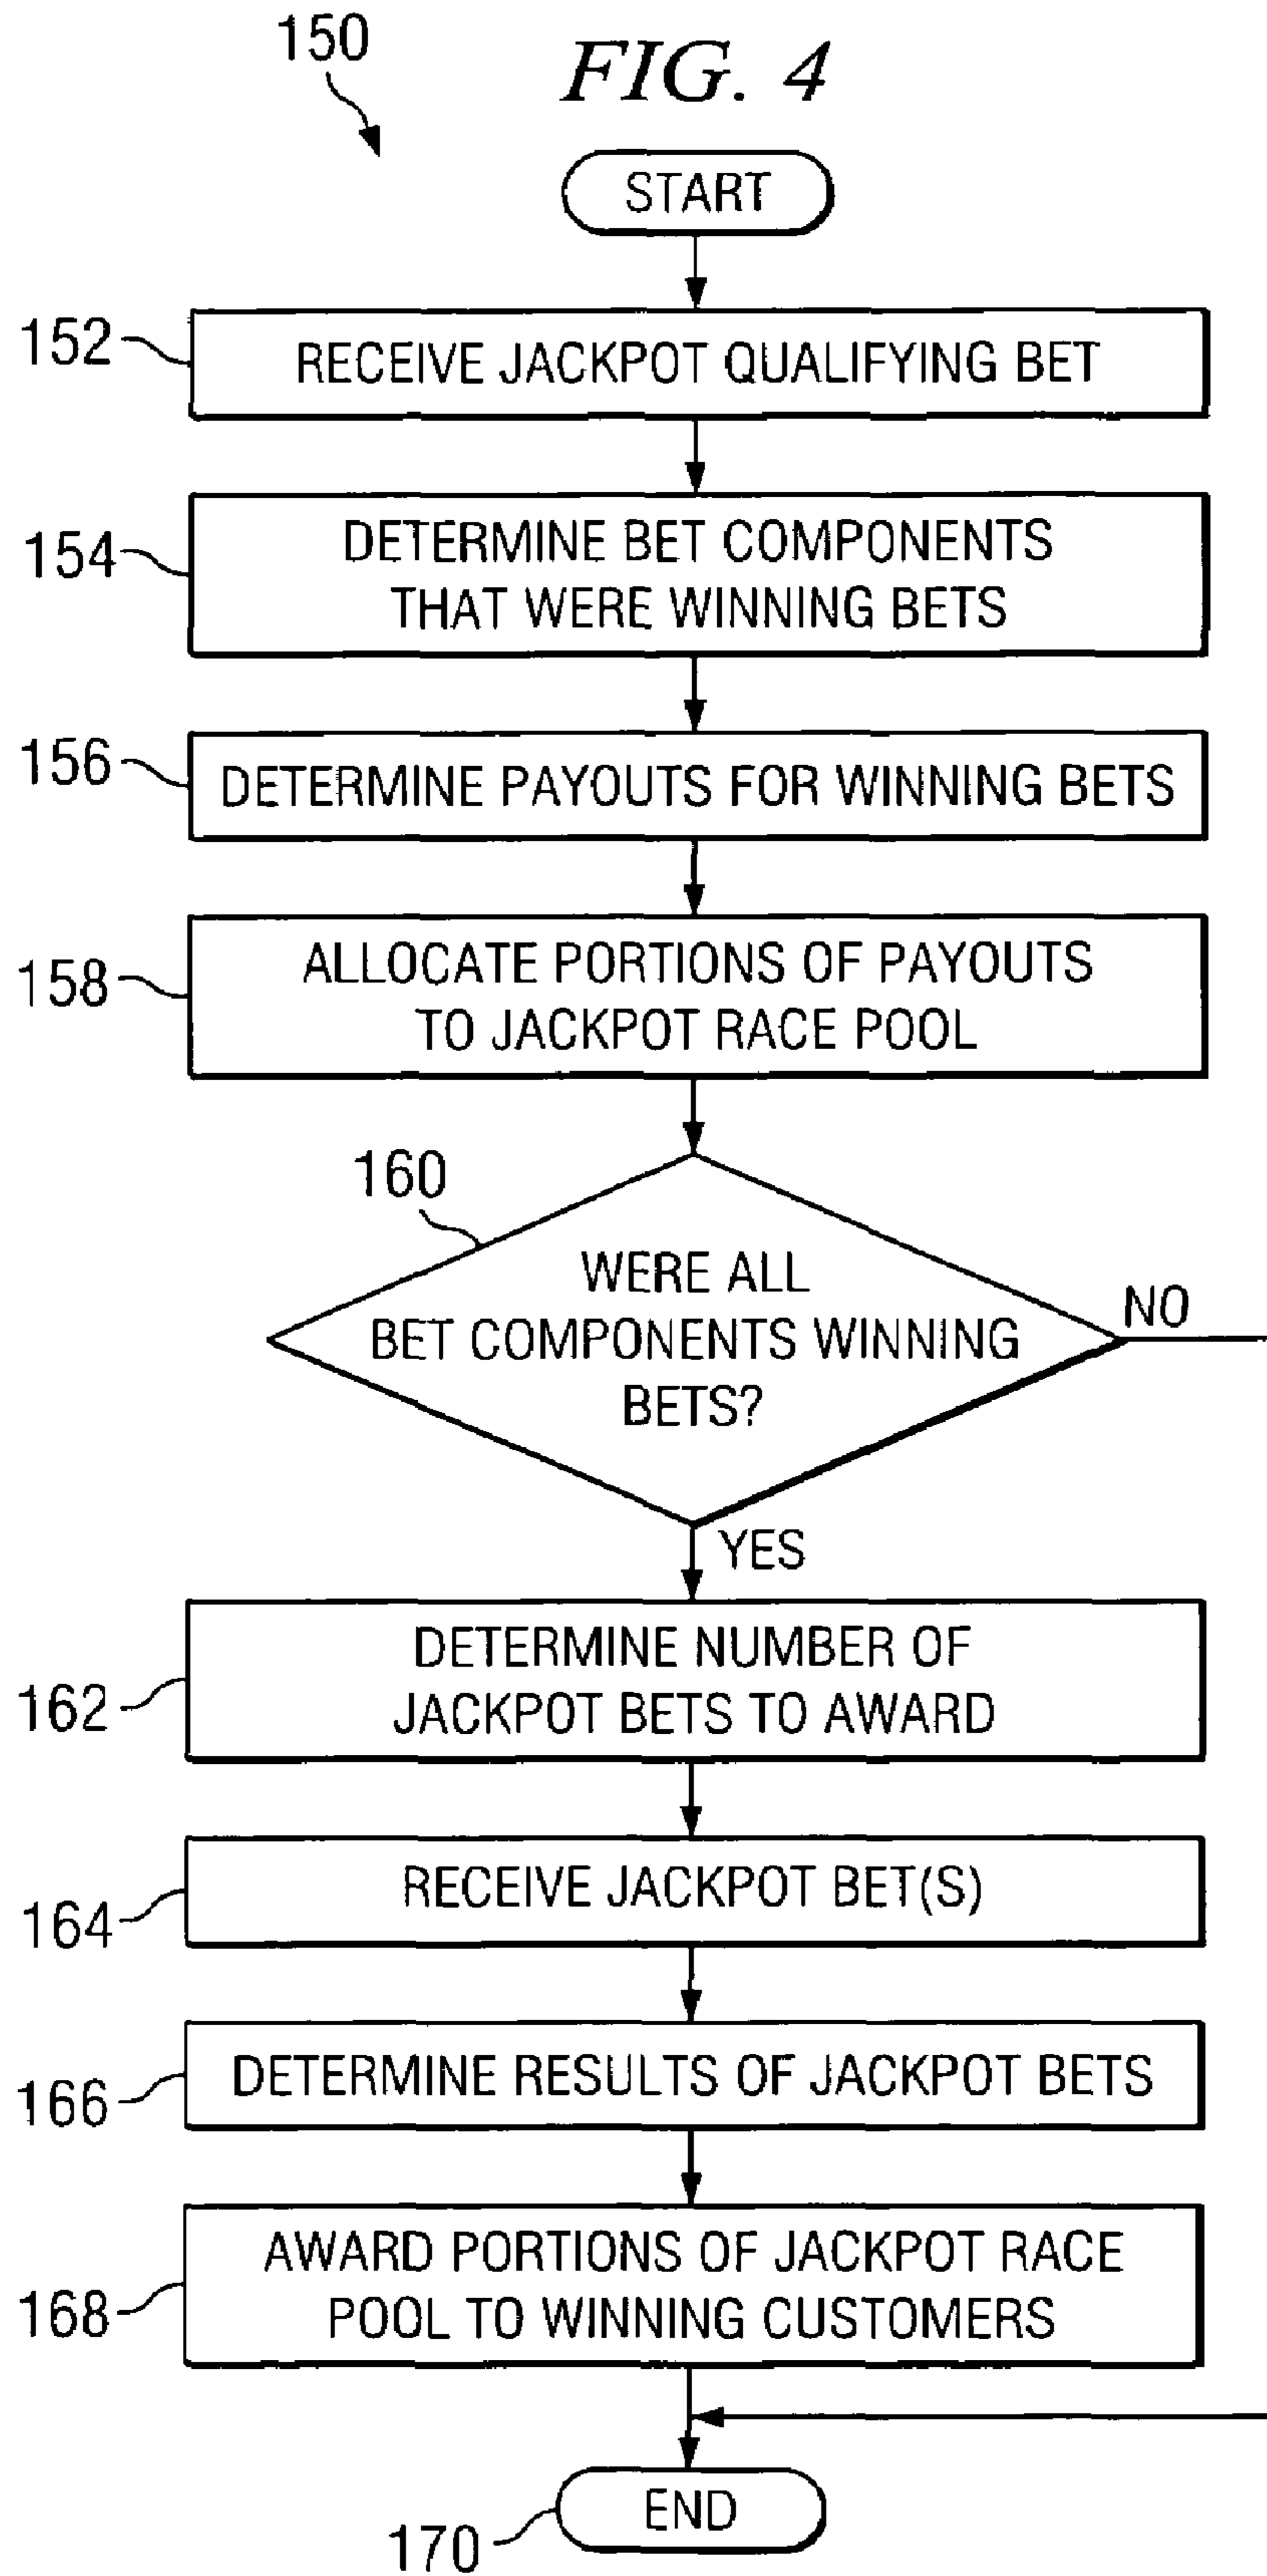 150
FIG. 4
START
152
RECEIVE JACKPOT QUALIFYING BET
154
DETERMINE BET COMPONENTS
THAT WERE WINNING BETS
156
DETERMINE PAYOUTS FOR WINNING BETS
158
ALLOCATE PORTIONS OF PAYOUTS
TO JACKPOT RACE POOL
160
WERE ALL
BET COMPONENTS WINNING
BETS?
NO
YES
162
DETERMINE NUMBER OF
JACKPOT BETS TO AWARD
164
RECEIVE JACKPOT BET(S)
166
DETERMINE RESULTS OF JACKPOT BETS
168
AWARD PORTIONS OF JACKPOT RACE
POOL TO WINNING CUSTOMERS
END
170